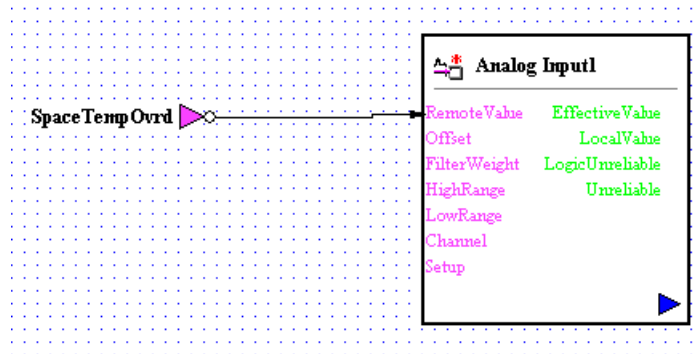 Analog Input1
SpaceTempOvrd
RemoteValue EffectiveValue
Offset LocalValue
FilterWeight LogicUnreliable
HighRange Unreliable
LowRange
Channel
Setup